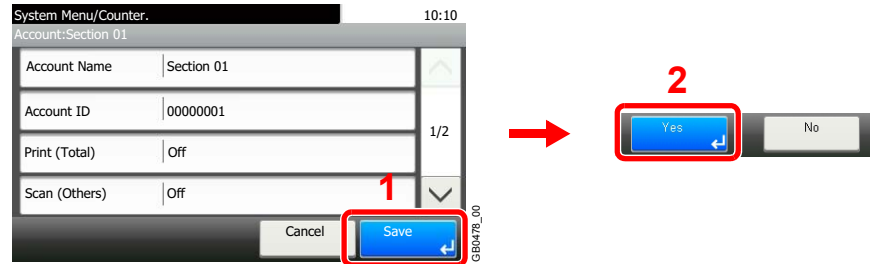 System Menu/Counter.
10:10
Account:Section 01
Account Name
Section 01
Account ID
00000001
1/2
Print (Total)
Off
Scan (Others)
Off
1
Cancel
Save
GB0478_00
2
Yes
No